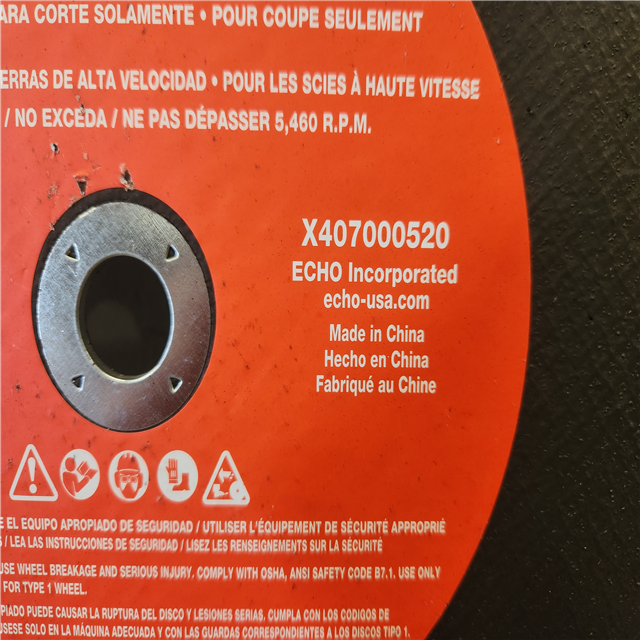 PARA CORTE SOLAMENTE • POUR COUPE SEULEMENT
DE ALTA VELOCIDAD • POUR LES SCIES À HAUTE VITESSE
/ NO EXCEDA / NE PAS DÉPASSER 5,460 R.P.M.
X407000520
ECHO Incorporated
echo-usa.com
Made in China
Hecho en China
Fabriqué au Chine
E EL EQUIPO APROPIADO DE SEGURIDAD / UTILISER L'ÉQUIPEMENT DE SÉCURITÉ APPROPRIÉ
/ LEA LAS INSTRUCCIONES DE SEGURIDAD / LISEZ LES RENSEIGNEMENTS SUR LA SÉCURITÉ
USE WHEEL BREAKAGE AND SERIOUS INJURY. COMPLY WITH OSHA, ANSI SAFETY CODE B7.1. USE ONLY
FOR TYPE 1 WHEEL.
PUEDE CAUSAR LA RUPTURA DEL DISCO Y LESIONES SERIAS. CUMPLA CON LOS CODIGOS DE
USESE SOLO EN LA MÁQUINA ADECUADA Y CON LAS GUARDAS CORRESPONDIENTES A LOS DISCOS TIPO 1.